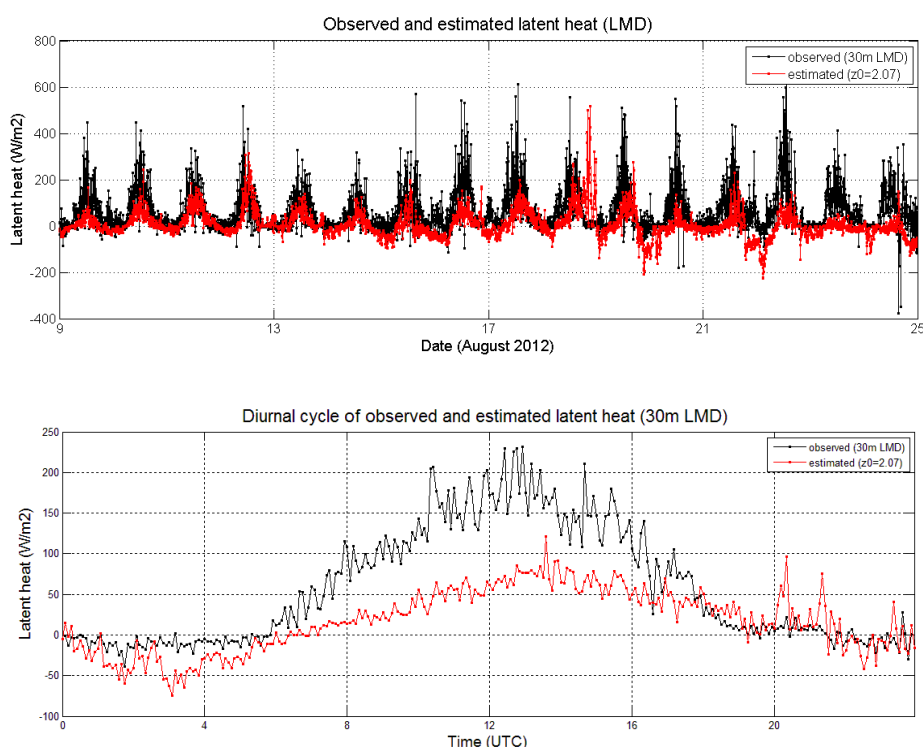 Observed and estimated latent heat (LMD)
800
600
400
200
0
-200
-400
Latent heat (W/m2)
observed (30m LMD)
estimated (z0=2.07)
9 13 17 21 25
Date (August 2012)
Diurnal cycle of observed and estimated latent heat (30m LMD)
250
200
150
100
50
0
-50
-100
Latent heat (W/m2)
observed (30m LMD)
estimated (z0=2.07)
0 4 8 12 16 20
Time (UTC)